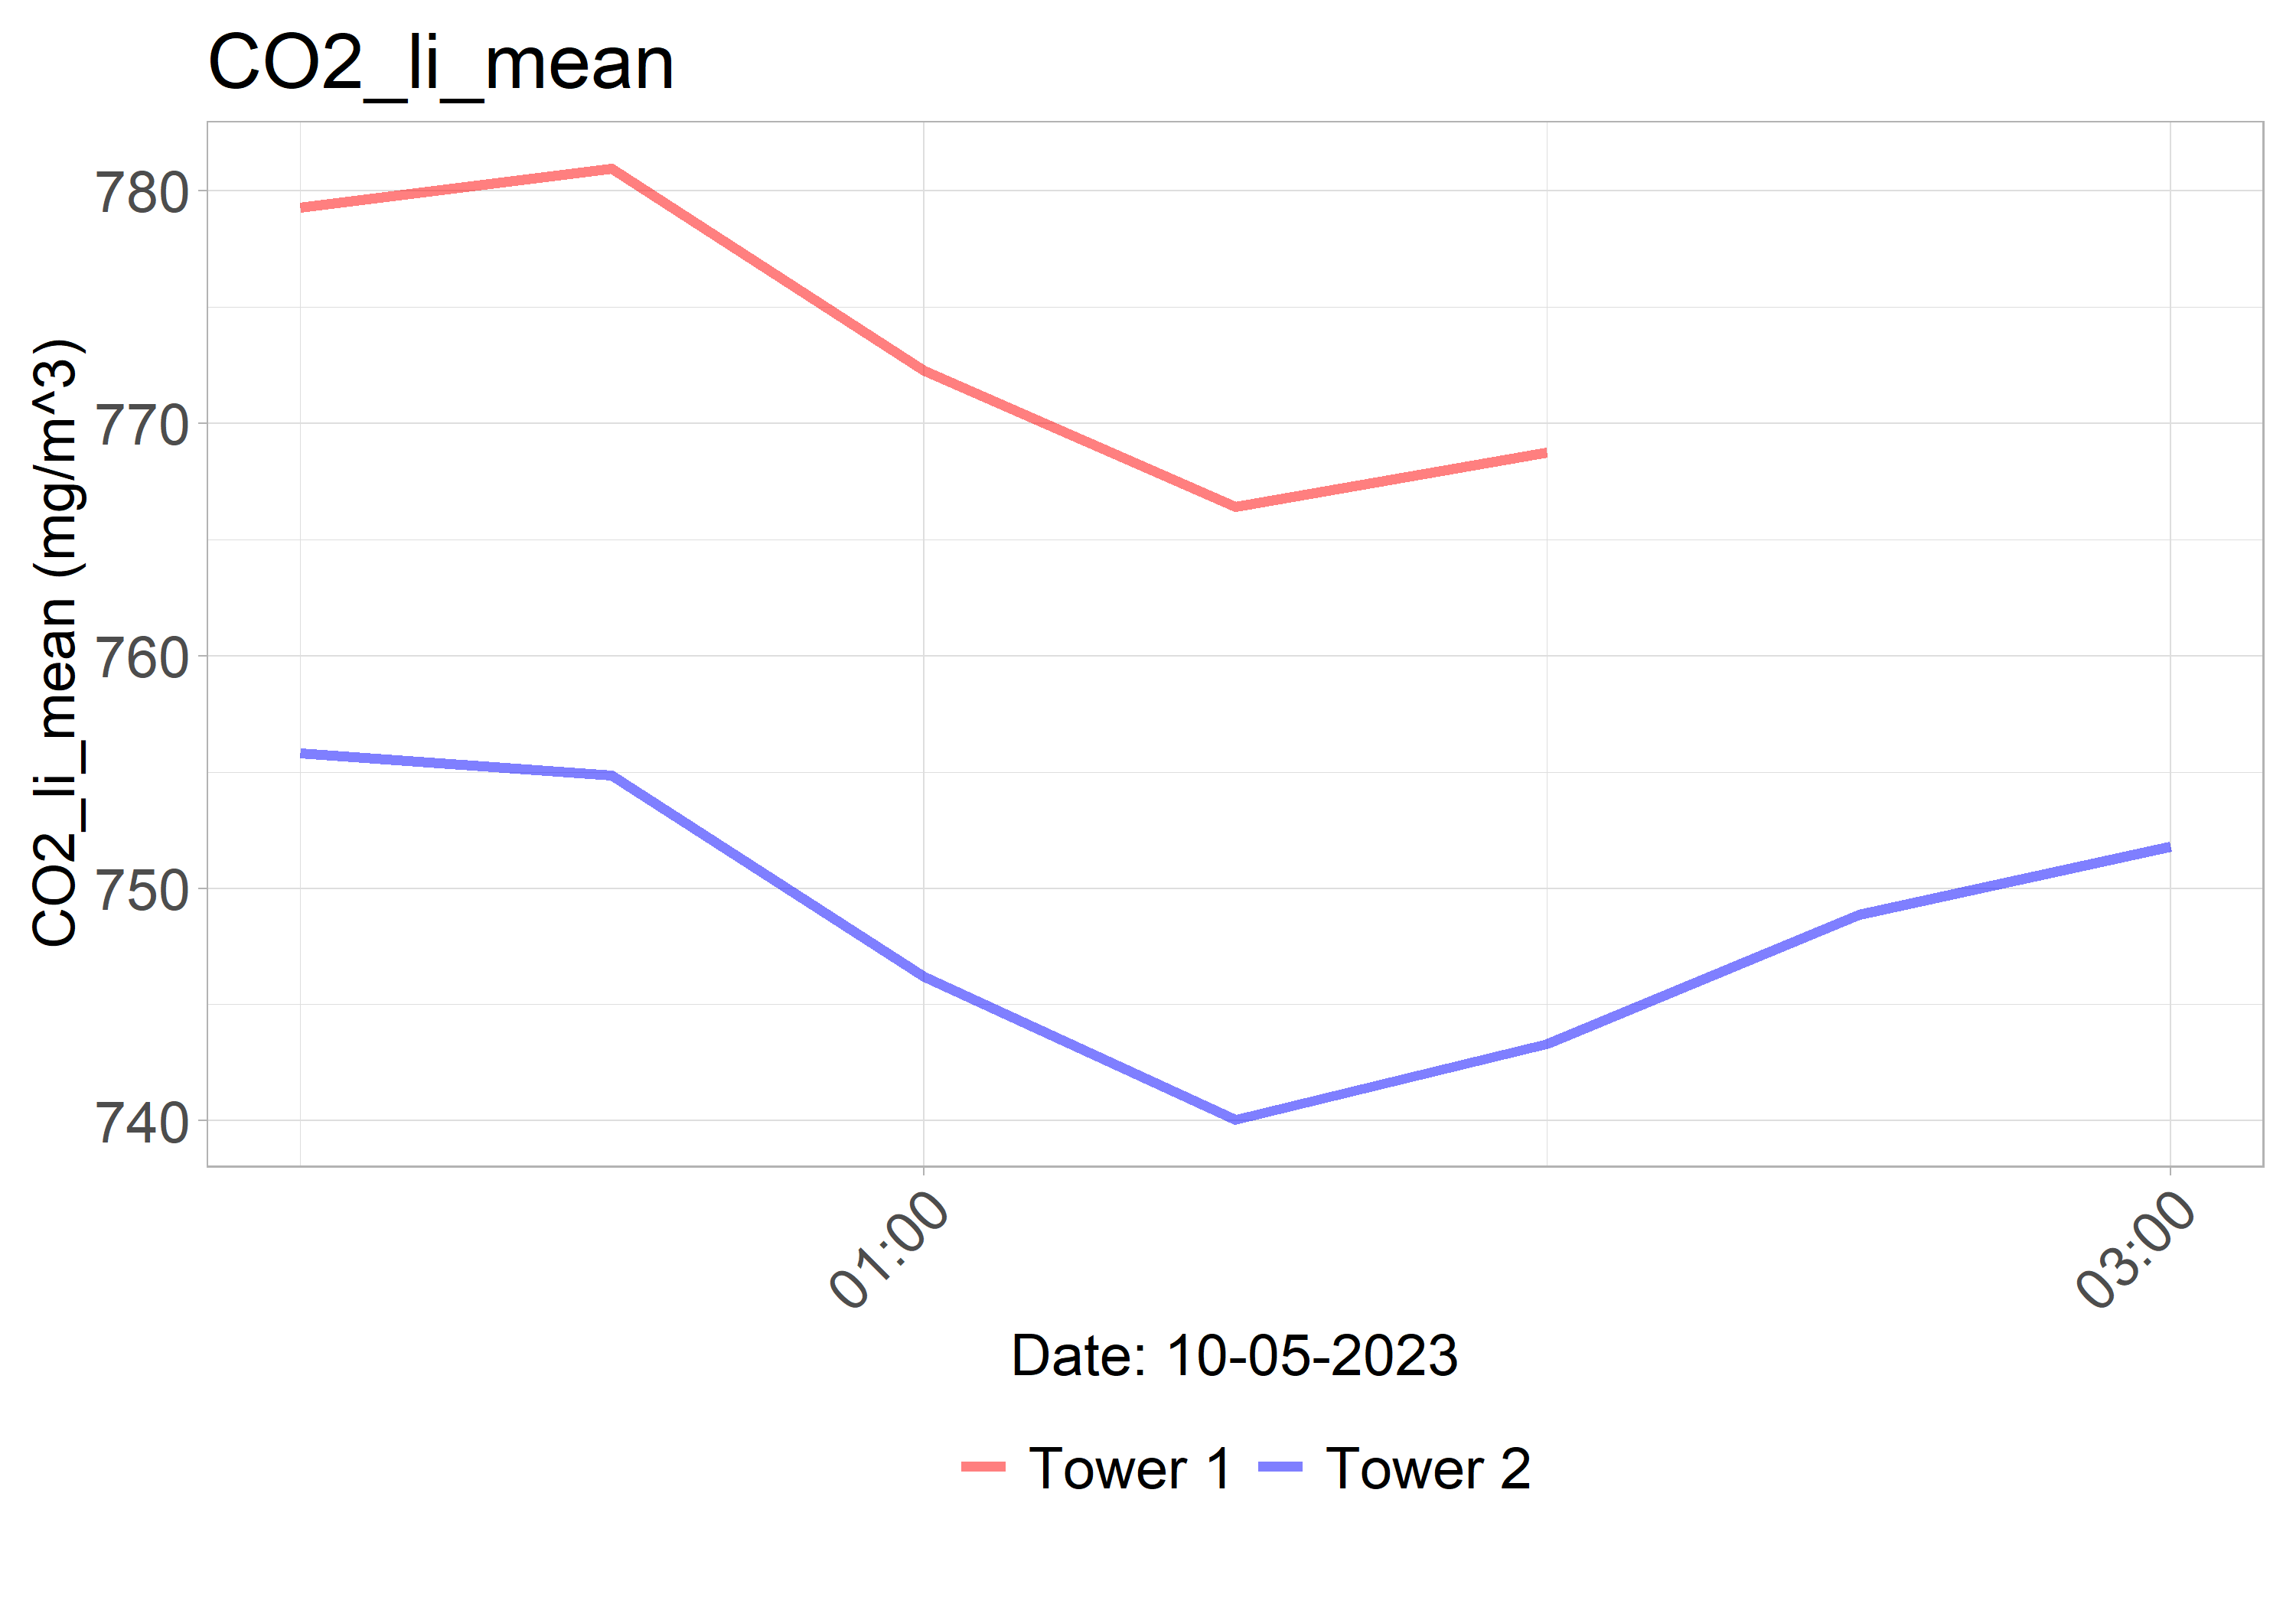 CO2_li_mean
CO2_li_mean (mg/m^3)
780
770
760
750
740
01:00
03:00
Date: 10-05-2023
Tower 1
Tower 2